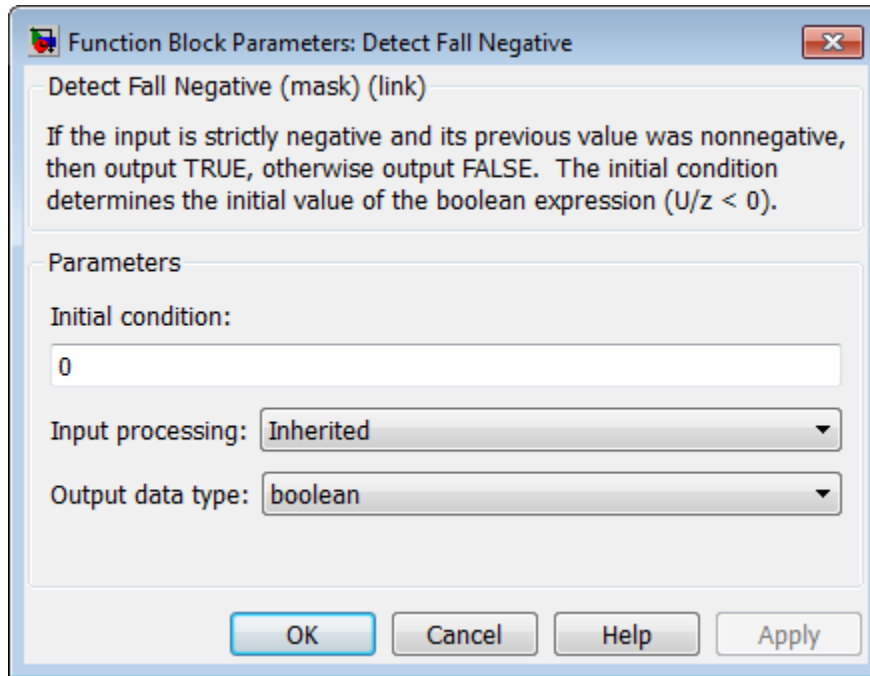 Function Block Parameters: Detect Fall Negative
Detect Fall Negative (mask) (link)
If the input is strictly negative and its previous value was nonnegative,
then output TRUE, otherwise output FALSE.  The initial condition
determines the initial value of the boolean expression (U/z < 0).
Parameters
Initial condition:
0
Input processing: Inherited
Output data type: boolean
OK Cancel Help Apply